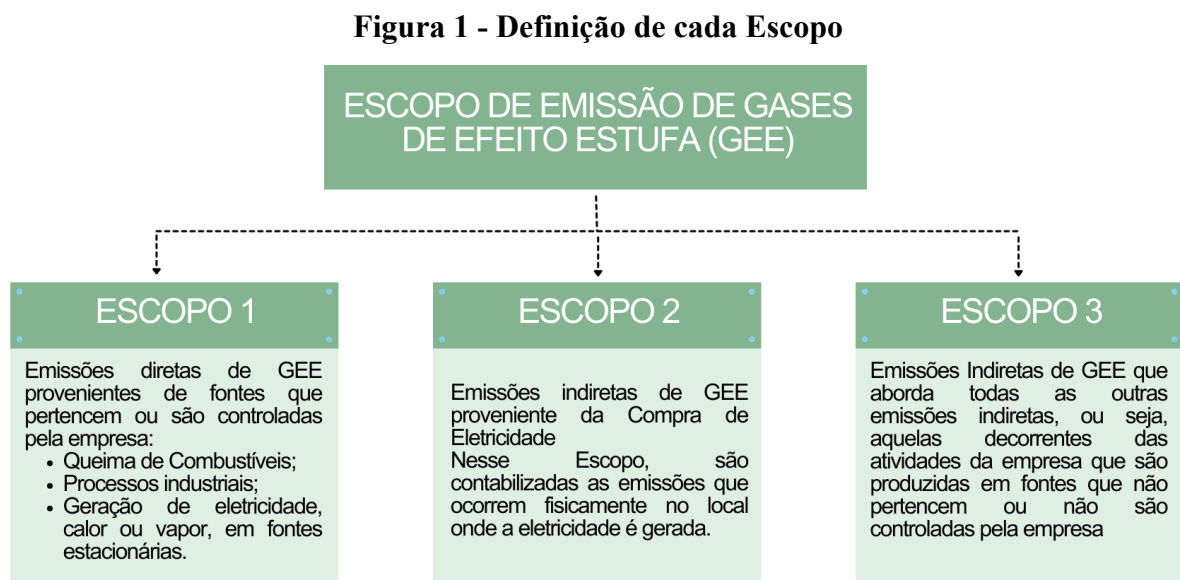 Figura 1 - Definição de cada Escopo
ESCOPO DE EMISSÃO DE GASES
DE EFEITO ESTUFA (GEE)
ESCOPO 1
Emissões diretas de GEE
provenientes de fontes que
pertencem ou são controladas
pela empresa:
• Queima de Combustíveis;
• Processos industriais;
• Geração de eletricidade,
calor ou vapor, em fontes
estacionárias.
ESCOPO 2
Emissões indiretas de GEE
proveniente da Compra de
Eletricidade
Nesse Escopo, são
contabilizadas as emissões que
ocorrem fisicamente no local
onde a eletricidade é gerada.
ESCOPO 3
Emissões Indiretas de GEE que
aborda todas as outras
emissões indiretas, ou seja,
aquelas decorrentes das
atividades da empresa que são
produzidas em fontes que não
pertencem ou não são
controladas pela empresa